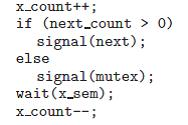 x_count++;
if (next_count > 0)
signal(next);
else
signal(mutex);
wait(x_sem);
x_count--;